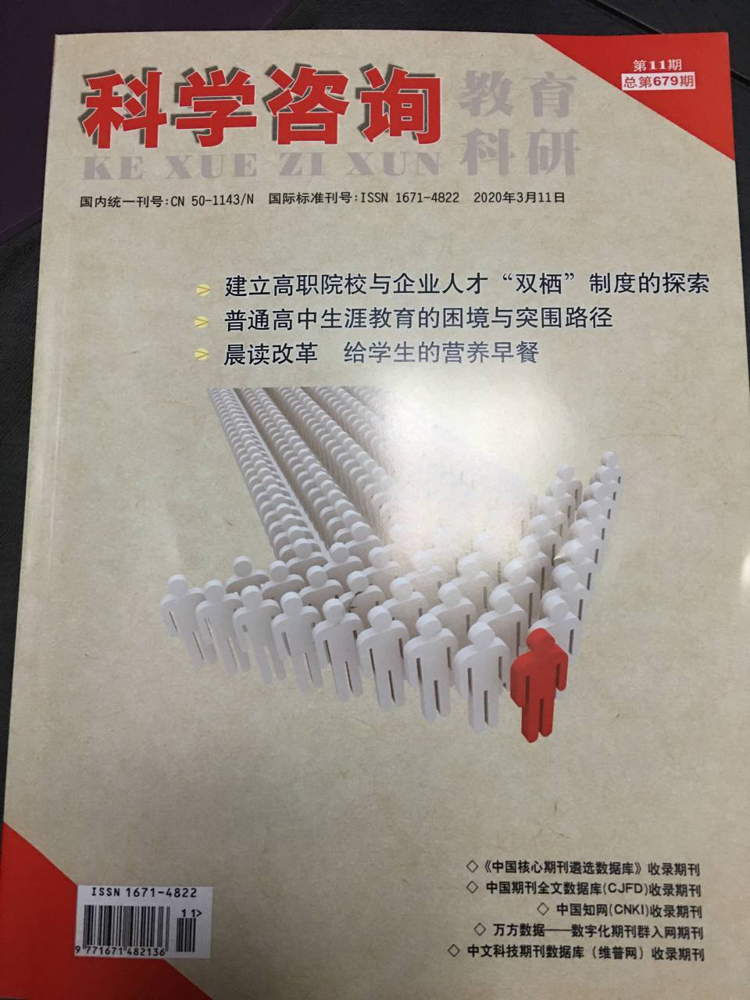 第11期
总第679期
科学咨询
教育
科研
KE XUE ZI XUN
国内统一刊号:CN 50-1143/N 国际标准刊号:ISSN 1671-4822 2020年3月11日
建立高职院校与企业人才“双栖”制度的探索
普通高中生涯教育的困境与突围路径
晨读改革 给学生的营养早餐
◇《中国核心期刊遴选数据库》收录期刊
◇ 中国期刊全文数据库(CJFD)收录期刊
◇ 中国知网(CNKI)收录期刊
◇ 万方数据——数字化期刊群入网期刊
◇ 中文科技期刊数据库（维普网）收录期刊
ISSN 1671-4822
11>
9 771671 482136